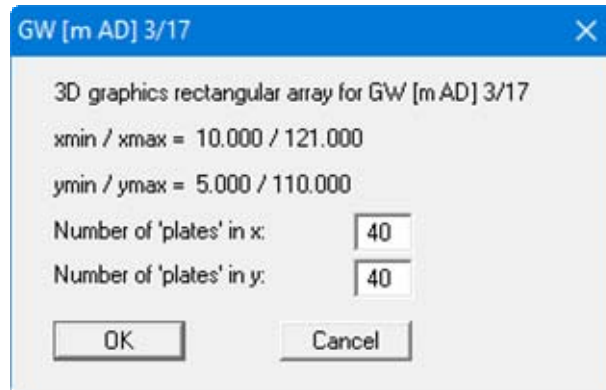 GW [m AD] 3/17
3D graphics rectangular array for GW [m AD] 3/17
xmin / xmax = 10.000 / 121.000
ymin / ymax = 5.000 / 110.000
Number of 'plates' in x: 40
Number of 'plates' in y: 40
OK Cancel